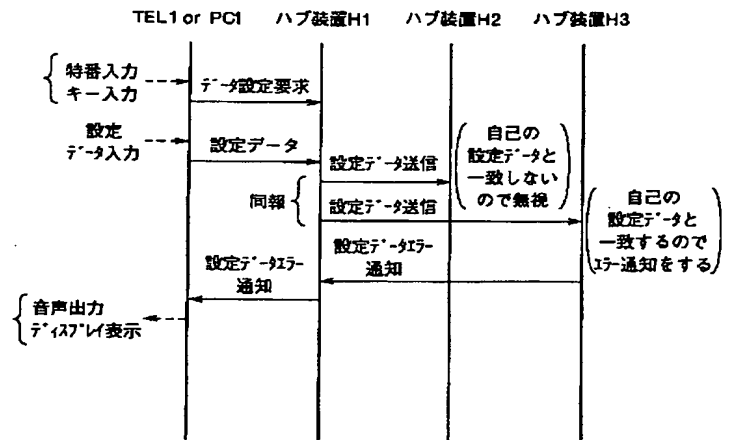 TEL1 or PC1 ハブ装置H1 ハブ装置H2 ハブ装置H3
特番入力
キー入力
データ設定要求
設定
データ入力
設定データ
設定データ送信
自己の
設定データと
一致しない
ので無視
同報
設定データ送信
自己の
設定データと
一致するので
エラー通知をする
設定データエラー
通知
設定データエラー
通知
音声出力
ディスプレイ表示